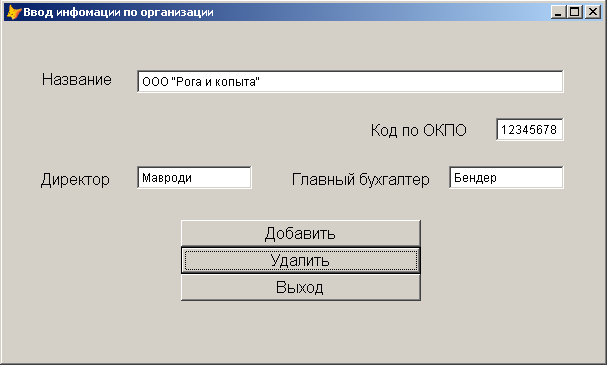 Ввод инфомации по организации
Название ООО "Рога и копыта"
Код по ОКПО 12345678
Директор Мавроди Главный бухгалтер Бендер
Добавить
Удалить
Выход